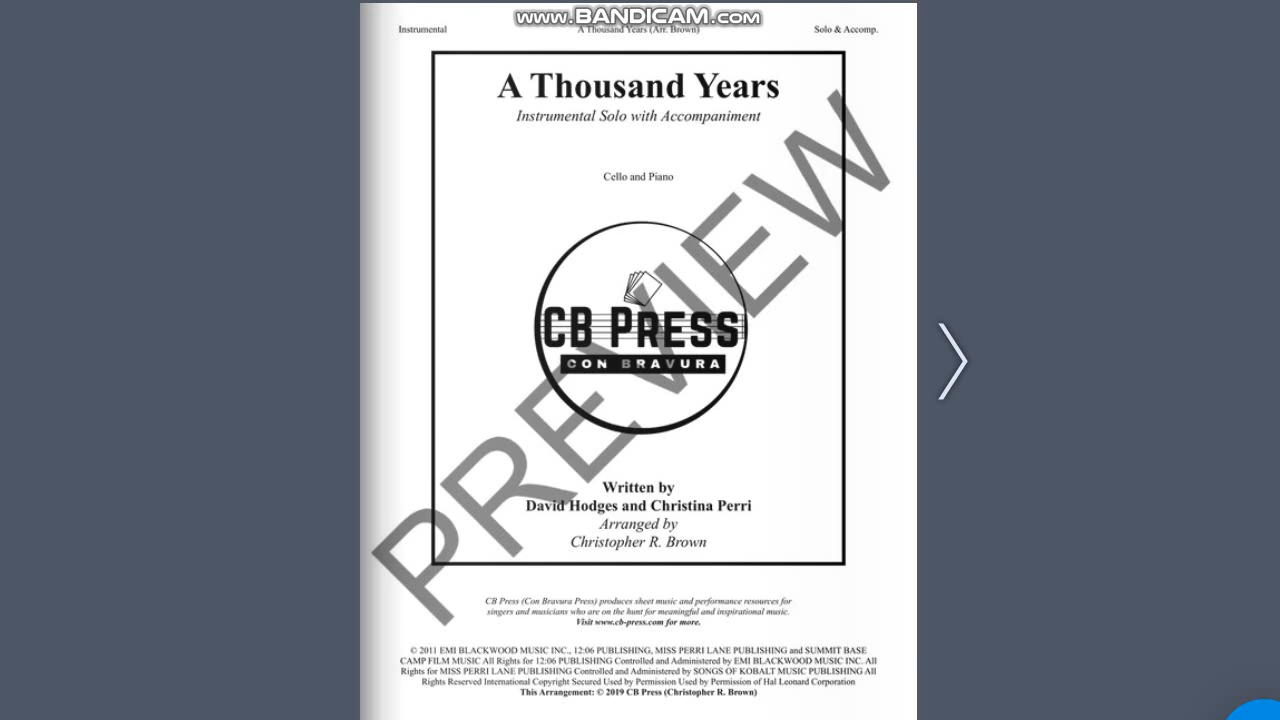 www.BANDICAM.com
Instrumental
A Thousand Years (Arr. Brown)
Solo & Accomp.
A Thousand Years
Instrumental Solo with Accompaniment
Cello and Piano
CB PRESS
CON BRAVURA
PREVIEW
Written by
David Hodges and Christina Perri
Arranged by
Christopher R. Brown
CB Press (Con Bravura Press) produces sheet music and performance resources for
singers and musicians who are on the hunt for meaningful and inspirational music.
Visit www.cb-press.com for more.
© 2011 EMI BLACKWOOD MUSIC INC., 12:06 PUBLISHING, MISS PERRI LANE PUBLISHING and SUMMIT BASE
CAMP FILM MUSIC All Rights for 12:06 PUBLISHING Controlled and Administered by EMI BLACKWOOD MUSIC INC. All
Rights for MISS PERRI LANE PUBLISHING Controlled and Administered by SONGS OF KOBALT MUSIC PUBLISHING All
Rights Reserved International Copyright Secured Used by Permission Used by Permission of Hal Leonard Corporation
This Arrangement: © 2019 CB Press (Christopher R. Brown)